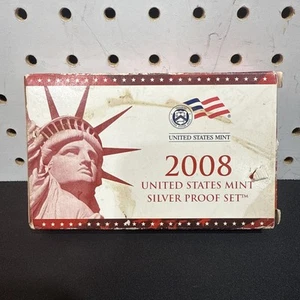 UNITED STATES MINT
2008
UNITED STATES MINT
SILVER PROOF SET™